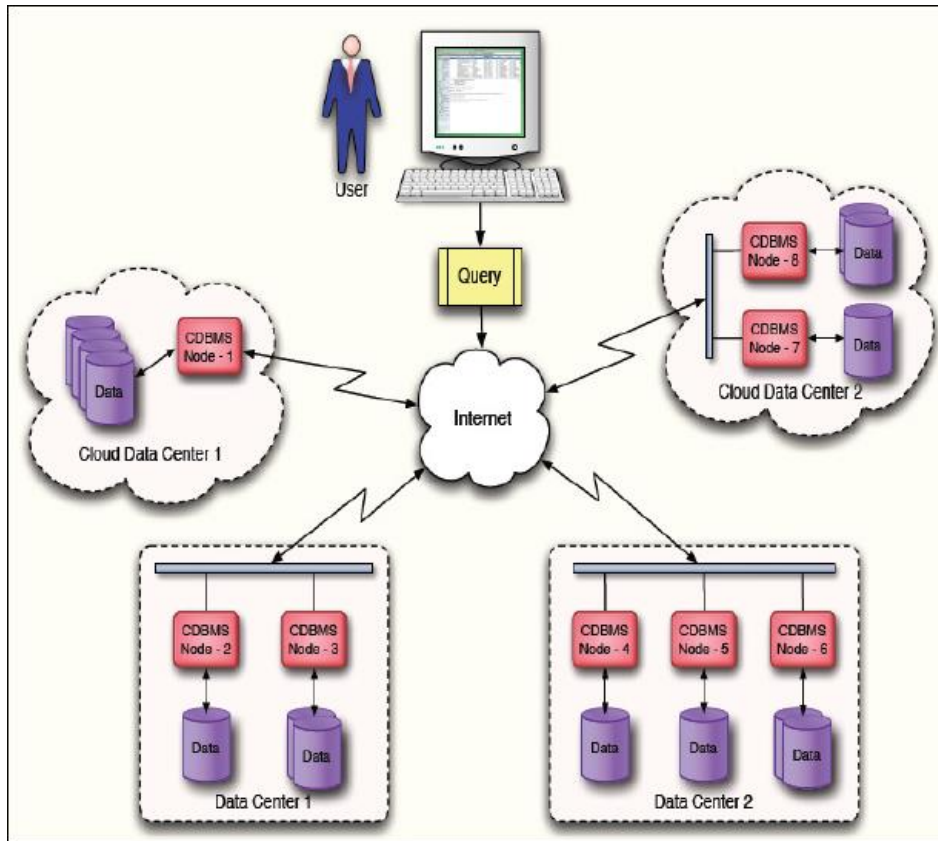 User
Query
Internet
CDBMS
Node - 1
Data
Cloud Data Center 1
CDBMS
Node - 8
Data
CDBMS
Node - 7
Data
Cloud Data Center 2
CDBMS
Node - 2
CDBMS
Node - 3
Data
Data
Data Center 1
CDBMS
Node - 4
CDBMS
Node - 5
CDBMS
Node - 6
Data
Data
Data
Data Center 2